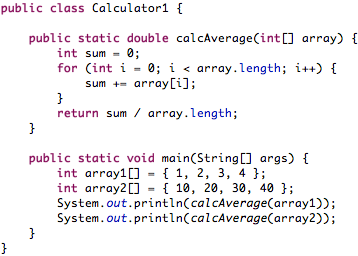 public class Calculator1 {
public static double calcAverage(int[] array) {
int sum = 0;
for (int i = 0; i < array.length; i++) {
sum += array[i];
}
return sum / array.length;
}
public static void main(String[] args) {
int array1[] = { 1, 2, 3, 4 };
int array2[] = { 10, 20, 30, 40 };
System.out.println(calcAverage(array1));
System.out.println(calcAverage(array2));
}
}